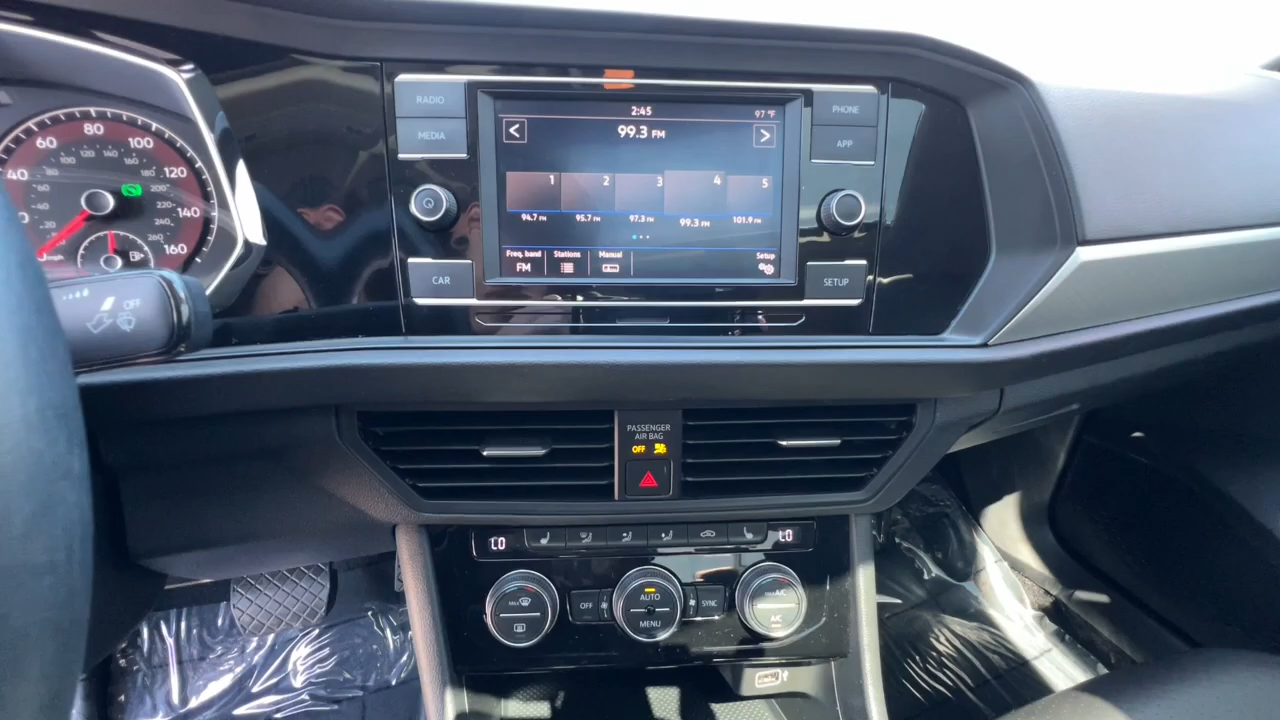 RADIO
MEDIA
CAR
2:45
97 °F
<
99.3 FM
>
1 2 3 4 5
94.7 FM 95.7 FM 97.3 FM 99.3 FM 101.9 FM
Freq. band Stations Manual Setup
FM
PHONE
APP
SETUP
40 60 80 100 120 140 160
40 60 80 100 120 140 160 180 200 220 240 260
mph
OFF
PASSENGER
AIR BAG
OFF
LO LO
MAX
OFF
AUTO
MENU
SYNC
MAX A/C
A/C